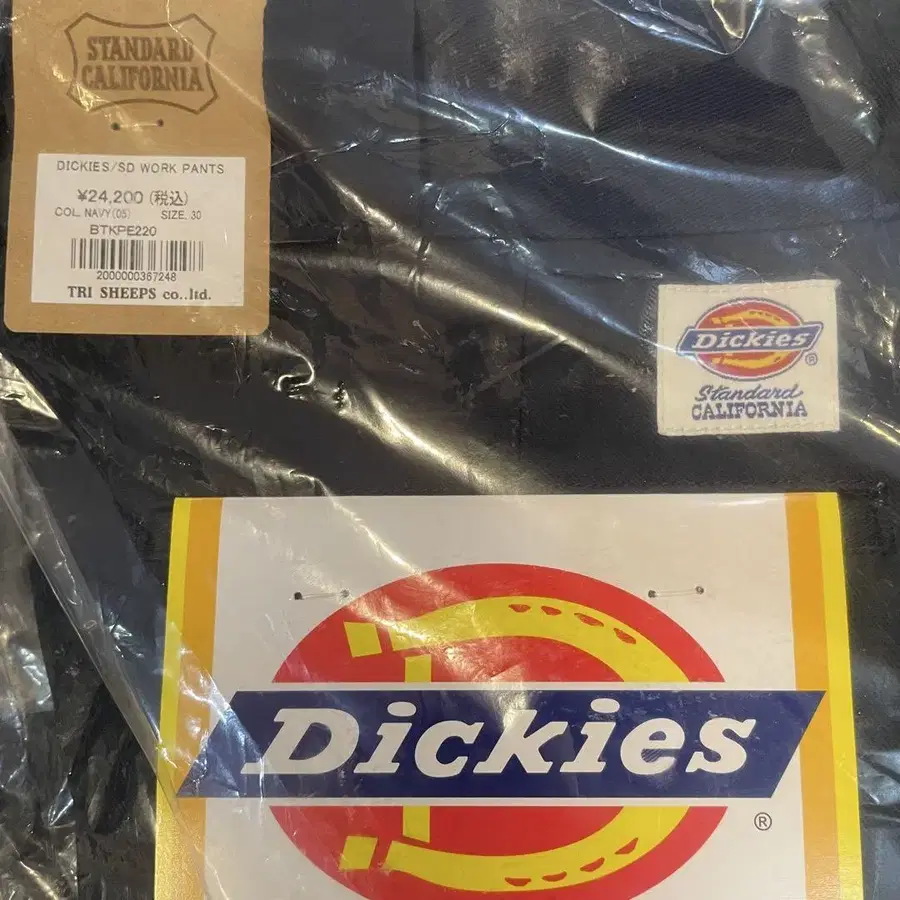 STANDARD
CALIFORNIA
DICKIES/SD WORK PANTS
¥24,200 (税込)
COL. NAVY(05) SIZE. 30
BTKPE220
2000000367248
TRI SHEEPS co.,ltd.
Dickies
®
Standard
CALIFORNIA
Dickies
®